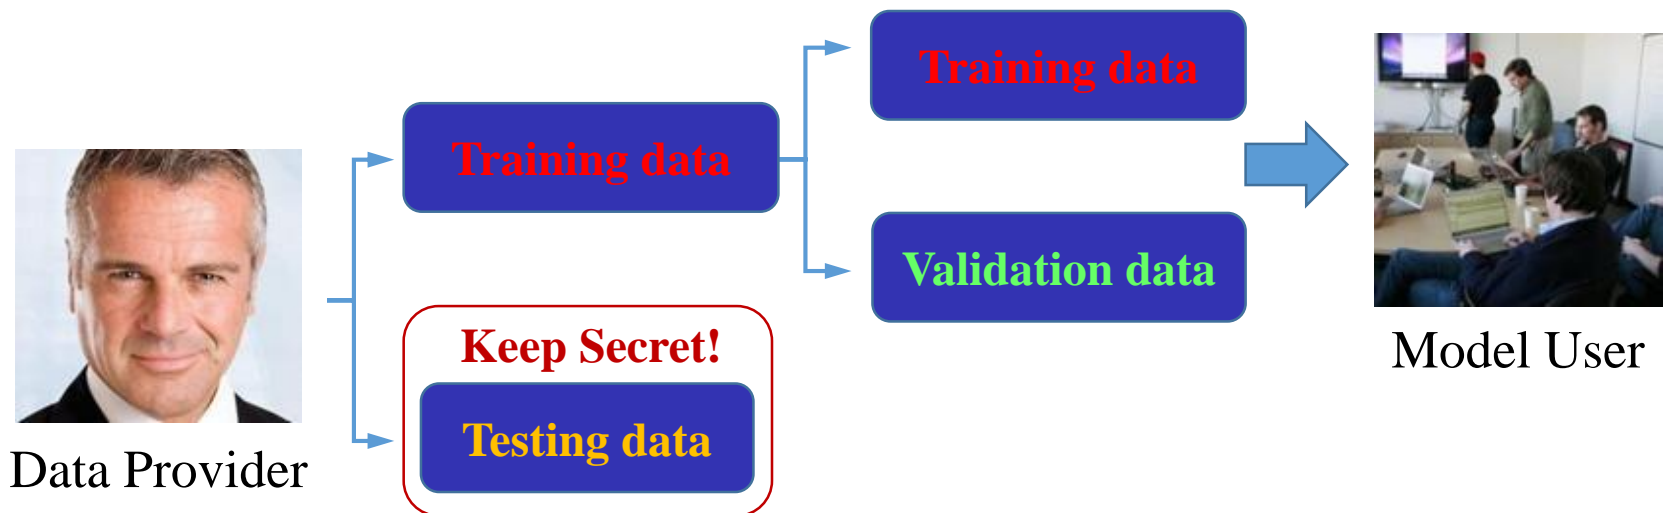 Training data
Training data
Validation data
Keep Secret!
Testing data
Data Provider
Model User